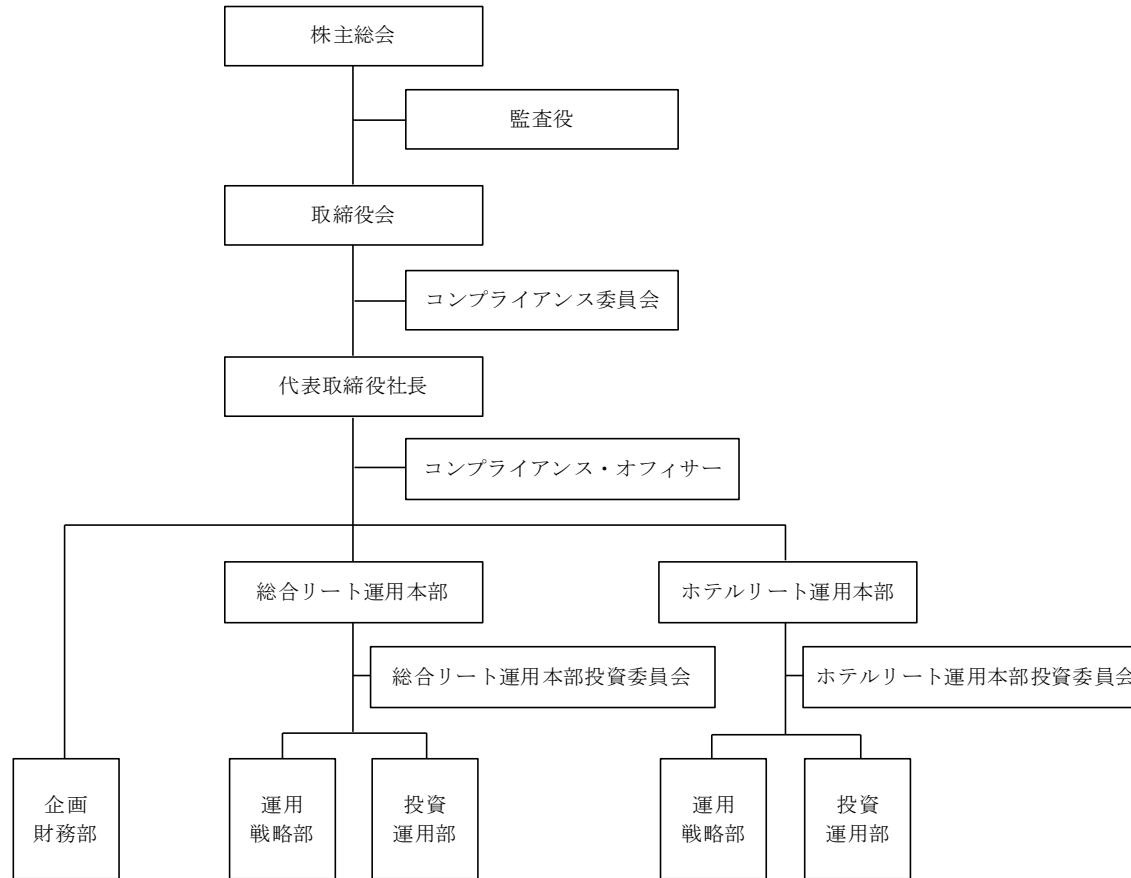 株主総会
監査役
取締役会
コンプライアンス委員会
代表取締役社長
コンプライアンス・オフィサー
総合リート運用本部
ホテルリート運用本部
総合リート運用本部投資委員会
ホテルリート運用本部投資委員会
企画
財務部
運用
戦略部
投資
運用部
運用
戦略部
投資
運用部